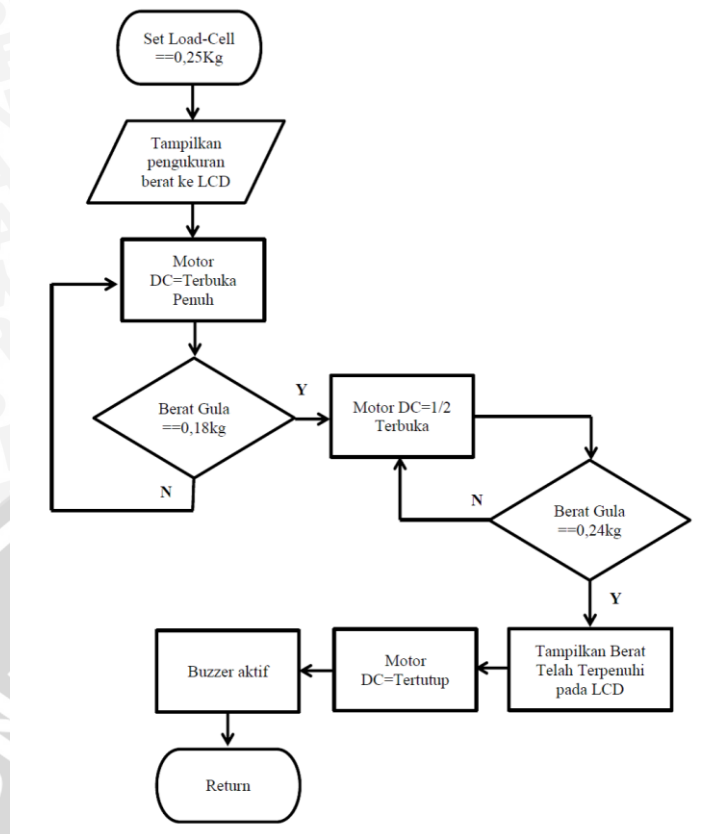 Set Load-Cell
==0,25Kg
Tampilkan
pengukuran
berat ke LCD
Motor
DC=Terbuka
Penuh
Berat Gula
==0,18kg
Y
N
Motor DC=1/2
Terbuka
Berat Gula
==0,24kg
N
Y
Tampilkan Berat
Telah Terpenuhi
pada LCD
Motor
DC=Tertutup
Buzzer aktif
Return